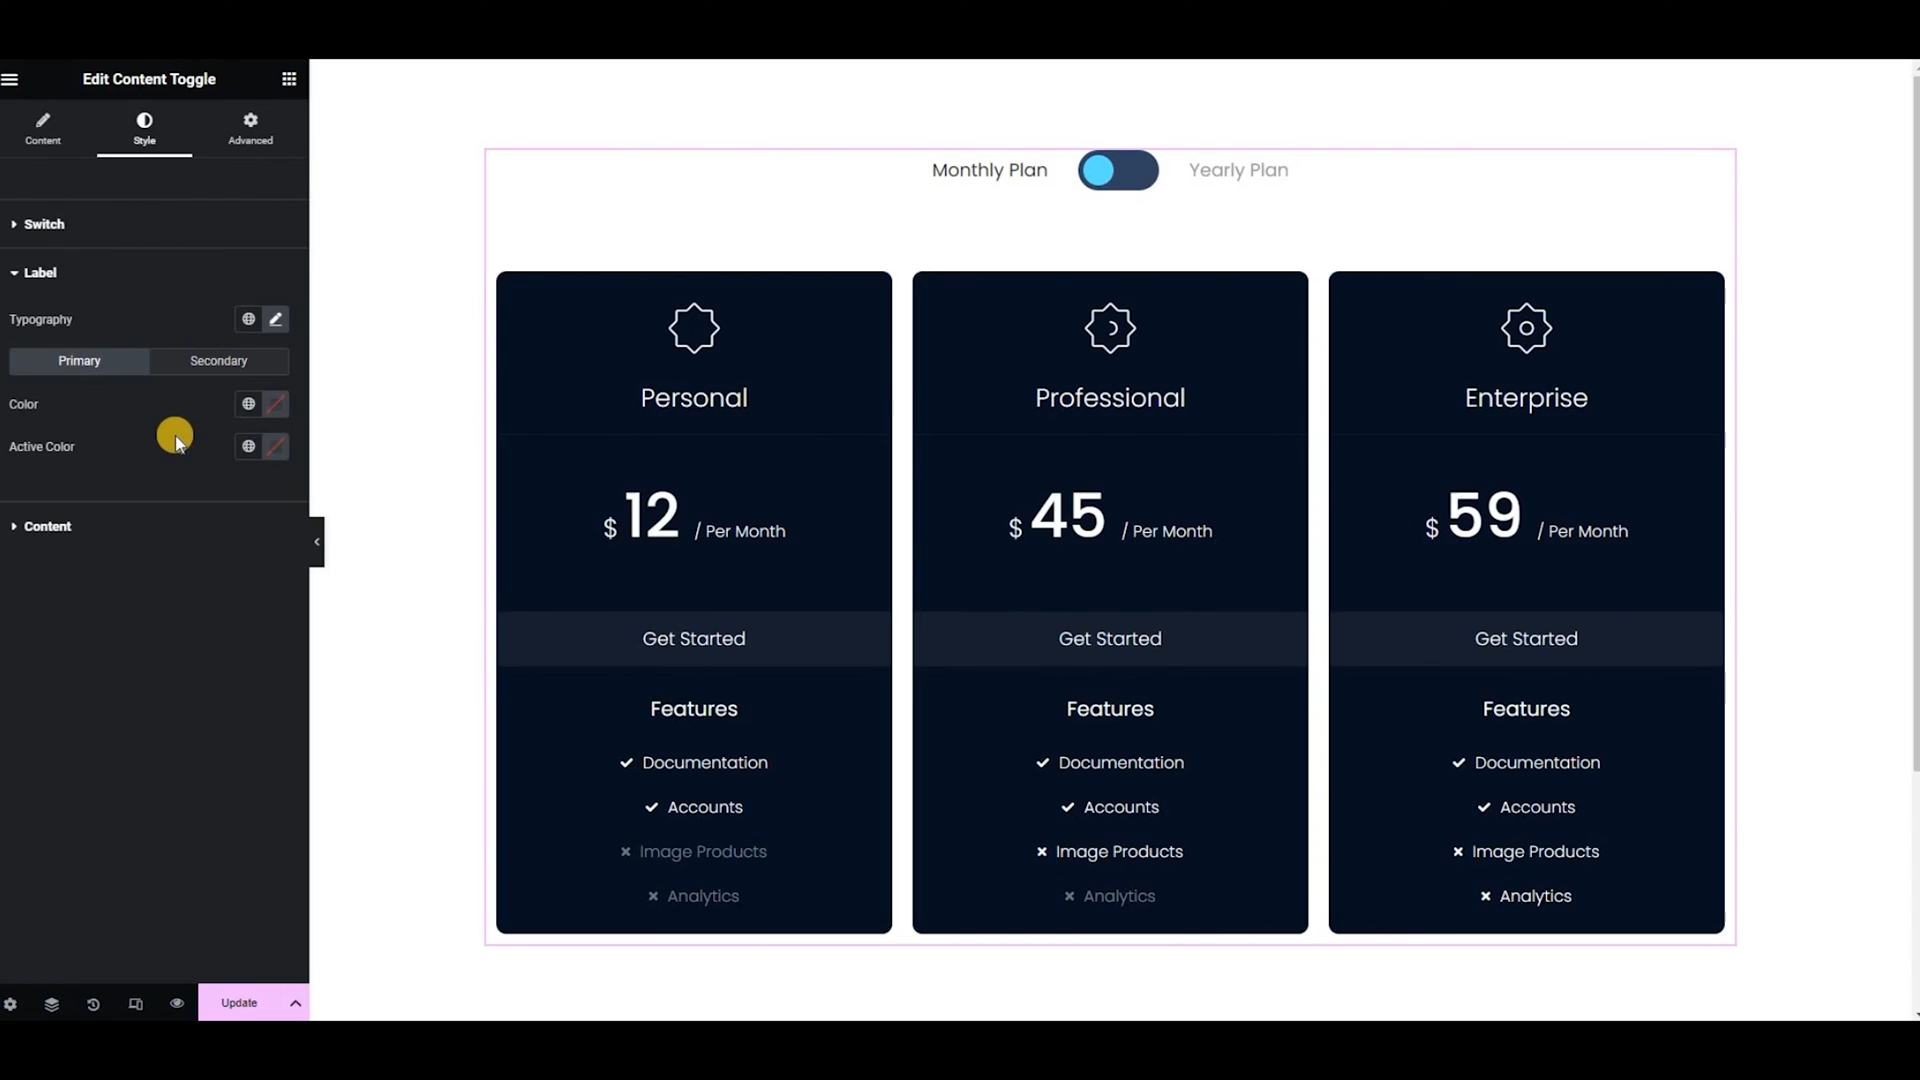 Edit Content Toggle
Content
Style
Advanced
Switch
Label
Typography
Primary
Secondary
Color
Active Color
Content
Update
Monthly Plan
Yearly Plan
Personal
$ 12 / Per Month
Get Started
Features
Documentation
Accounts
Image Products
Analytics
Professional
$ 45 / Per Month
Get Started
Features
Documentation
Accounts
Image Products
Analytics
Enterprise
$ 59 / Per Month
Get Started
Features
Documentation
Accounts
Image Products
Analytics